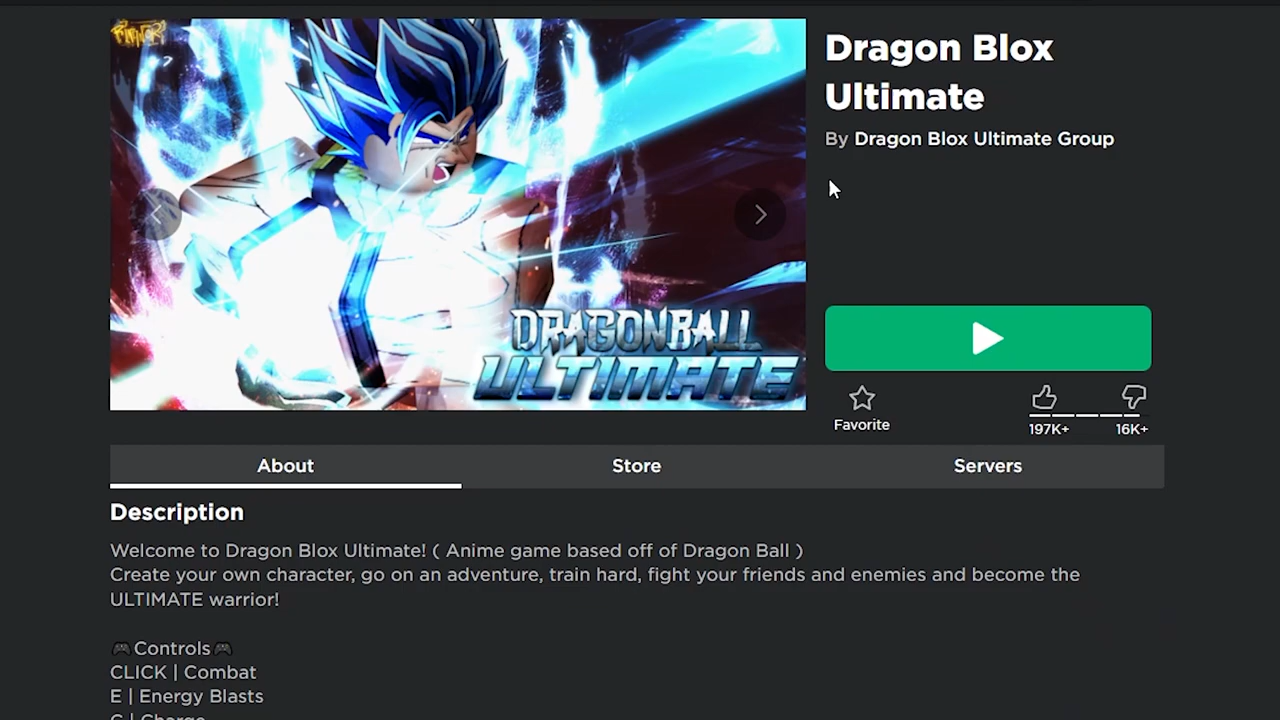 Dragon Blox
Ultimate
By Dragon Blox Ultimate Group
DRAGONBALL
ULTIMATE
Favorite
197K+
16K+
About
Store
Servers
Description
Welcome to Dragon Blox Ultimate! ( Anime game based off of Dragon Ball )
Create your own character, go on an adventure, train hard, fight your friends and enemies and become the
ULTIMATE warrior!
🎮Controls🎮
CLICK | Combat
E | Energy Blasts
C | Charge